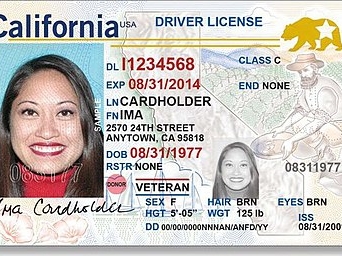 California USA DRIVER LICENSE
DL I1234568 CLASS C
EXP 08/31/2014 END NONE
LN CARDHOLDER
FN IMA
2570 24TH STREET
ANYTOWN, CA 95818
DOB 08/31/1977
RSTR NONE 08311977
083177
DONOR
VETERAN
SEX F HAIR BRN EYES BRN
HGT 5'-05" WGT 125 lb ISS
DD 00/00/0000NNNAN/ANFD/YY 08/31/2009
Ima Cardholder
SAMPLE